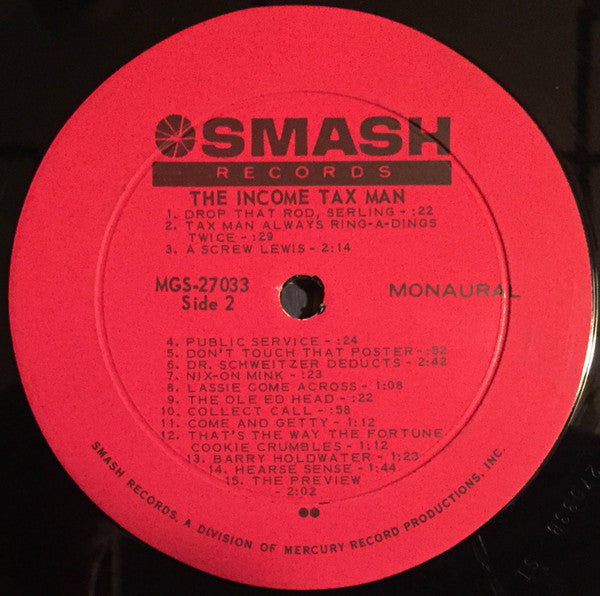 SMASH
RECORDS
THE INCOME TAX MAN
1. DROP THAT ROD, SERLING - :22
2. TAX MAN ALWAYS RING-A-DINGS
TWICE - :29
3. A SCREW LEWIS - 2:14
MGS-27033
Side 2
MONAURAL
4. PUBLIC SERVICE - :24
5. DON'T TOUCH THAT POSTER - :52
6. DR. SCHWEITZER DEDUCTS - 2:42
7. NIX-ON MINK - :23
8. LASSIE COME ACROSS - 1:08
9. THE OLE ED HEAD - :22
10. COLLECT CALL - :58
11. COME AND GETTY - 1:12
12. THAT'S THE WAY THE FORTUNE
COOKIE CRUMBLES - 1:12
13. BARRY HOLDWATER - :23
14. HEARSE SENSE - 1:44
15. THE PREVIEW
- 2:02
SMASH RECORDS, A DIVISION OF MERCURY RECORD PRODUCTIONS, INC.